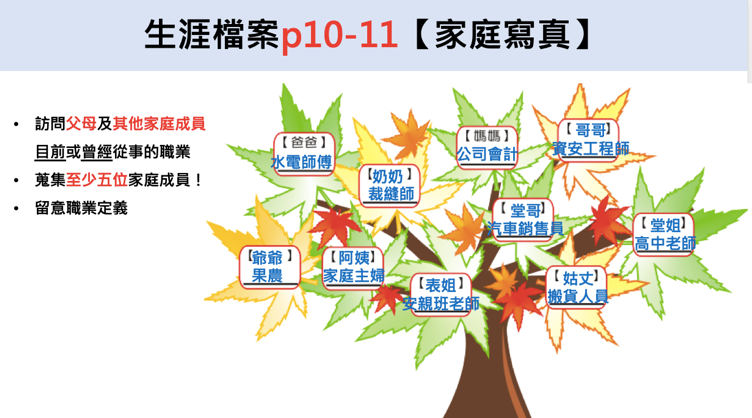 生涯檔案p10-11【家庭寫真】
• 訪問父母及其他家庭成員
目前或曾經從事的職業
• 蒐集至少五位家庭成員！
• 留意職業定義
【爸爸】
水電師傅
【媽媽】
公司會計
【哥哥】
資安工程師
【奶奶】
裁縫師
【堂哥】
汽車銷售員
【堂姐】
高中老師
【爺爺】
果農
【阿姨】
家庭主婦
【表姐】
安親班老師
【姑丈】
搬貨人員